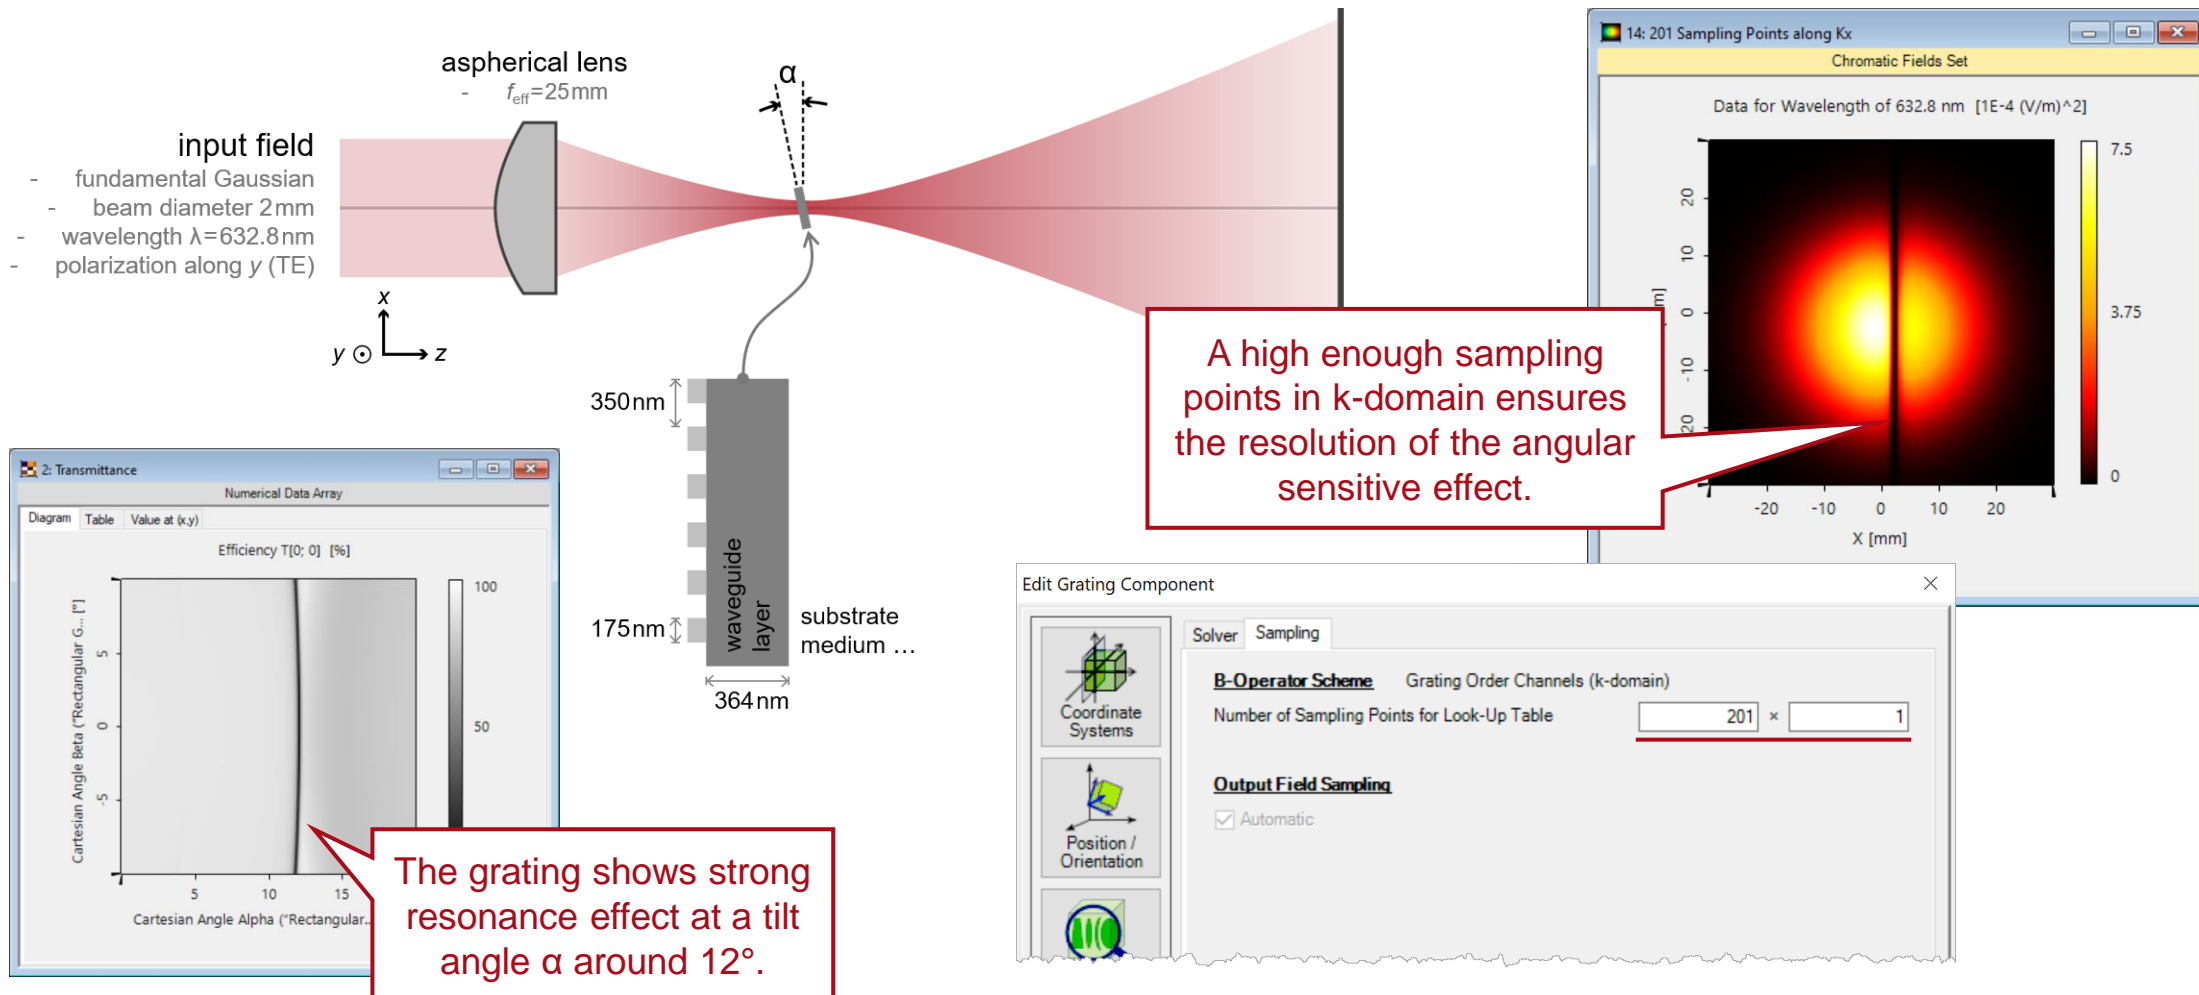 aspherical lens
- f_eff=25mm
input field
- fundamental Gaussian
- beam diameter 2mm
- wavelength λ=632.8nm
- polarization along y (TE)
x
y
z
α
350nm
175nm
waveguide
layer
364nm
substrate
medium …
14: 201 Sampling Points along Kx
Chromatic Fields Set
Data for Wavelength of 632.8 nm [1E-4 (V/m)^2]
20
10
0
-10
20
m]
-20 -10 0 10 20
X [mm]
7.5
3.75
0
A high enough sampling
points in k-domain ensures
the resolution of the angular
sensitive effect.
2: Transmittance
Numerical Data Array
Diagram Table Value at (x,y)
Efficiency T[0; 0] [%]
Cartesian Angle Beta ("Rectangular G... [°]
5
0
-5
5 10 15
Cartesian Angle Alpha ("Rectangular..
100
50
The grating shows strong
resonance effect at a tilt
angle α around 12°.
Edit Grating Component
Coordinate
Systems
Position /
Orientation
Solver Sampling
B-Operator Scheme Grating Order Channels (k-domain)
Number of Sampling Points for Look-Up Table 201 × 1
Output Field Sampling
Automatic